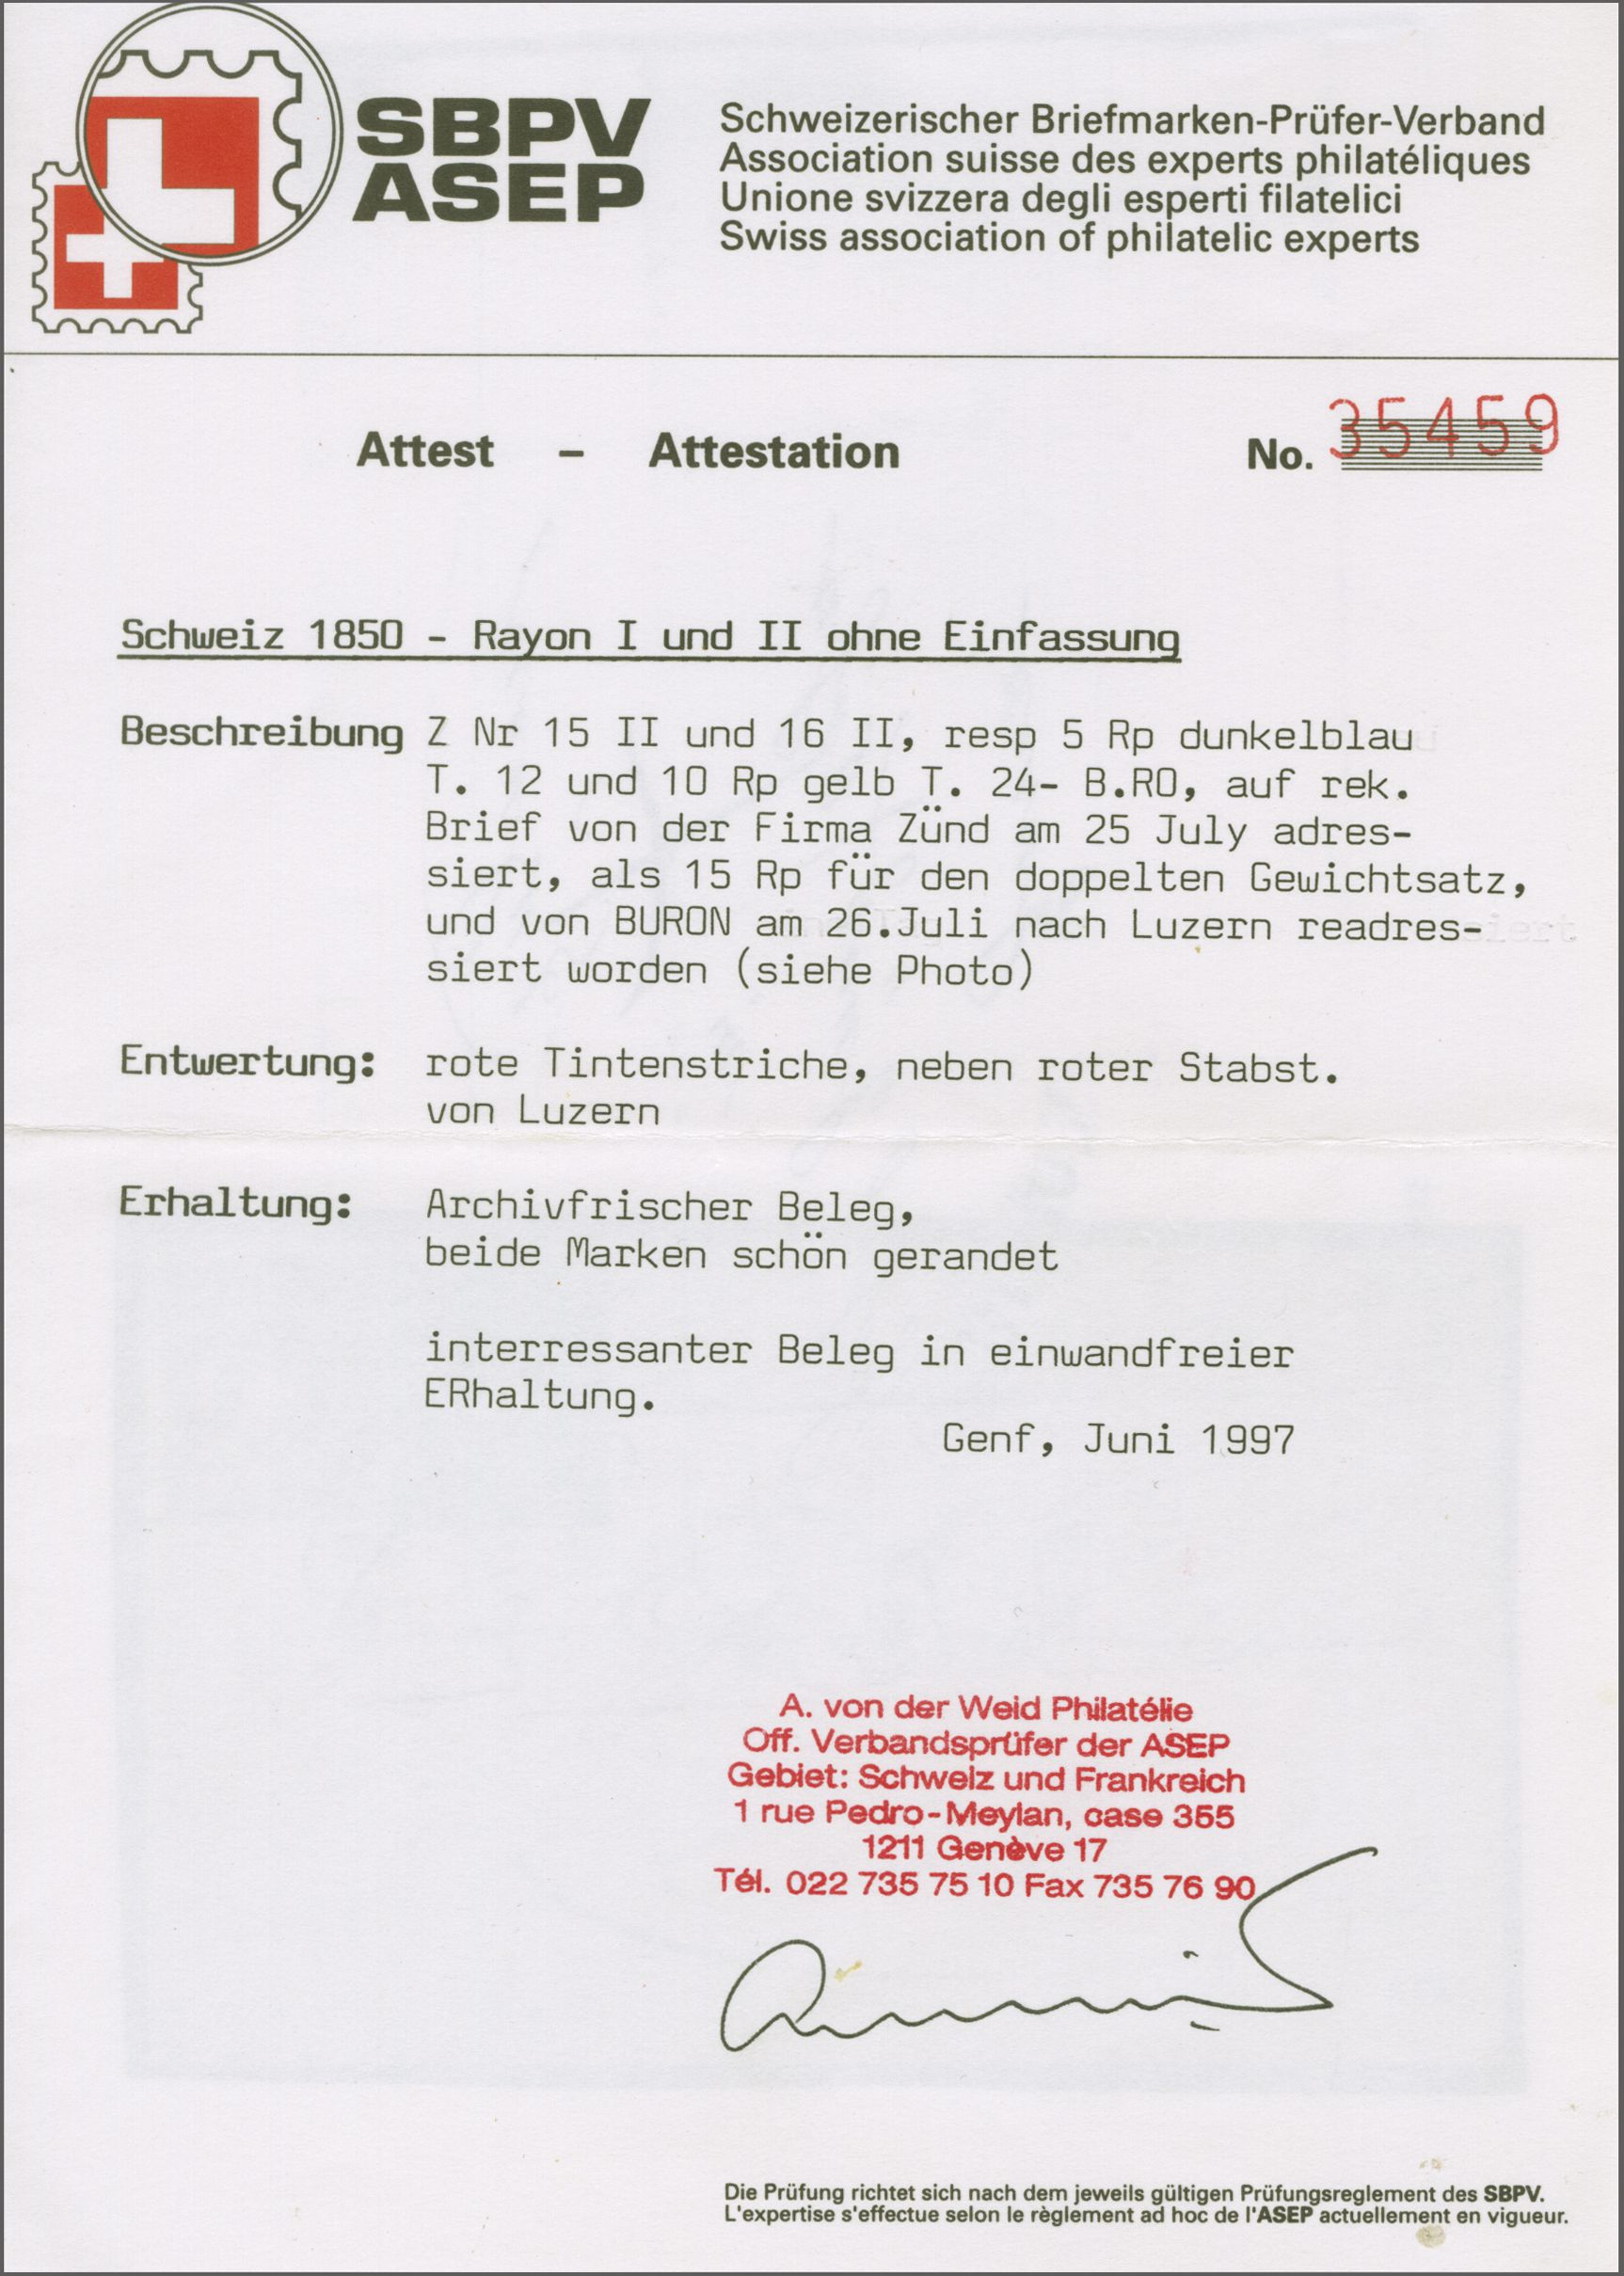 SBPV
ASEP
Schweizerischer Briefmarken-Prüfer-Verband
Association suisse des experts philatéliques
Unione svizzera degli esperti filatelici
Swiss association of philatelic experts
Attest – Attestation No. 35459
Schweiz 1850 - Rayon I und II ohne Einfassung
Beschreibung Z Nr 15 II und 16 II, resp 5 Rp dunkelblau
T. 12 und 10 Rp gelb T. 24- B.RO, auf rek.
Brief von der Firma Zünd am 25 July adres-
siert, als 15 Rp für den doppelten Gewichtsatz,
und von BURON am 26.Juli nach Luzern readres-
siert worden (siehe Photo)
Entwertung: rote Tintenstriche, neben roter Stabst.
von Luzern
Erhaltung: Archivfrischer Beleg,
beide Marken schön gerandet
interressanter Beleg in einwandfreier
ERhaltung.
Genf, Juni 1997
A. von der Weid Philatélie
Off. Verbandsprüfer der ASEP
Gebiet: Schweiz und Frankreich
1 rue Pedro-Meylan, case 355
1211 Genève 17
Tél. 022 735 75 10 Fax 735 76 90
Die Prüfung richtet sich nach dem jeweils gültigen Prüfungsreglement des SBPV.
L'expertise s'effectue selon le règlement ad hoc de l'ASEP actuellement en vigueur.